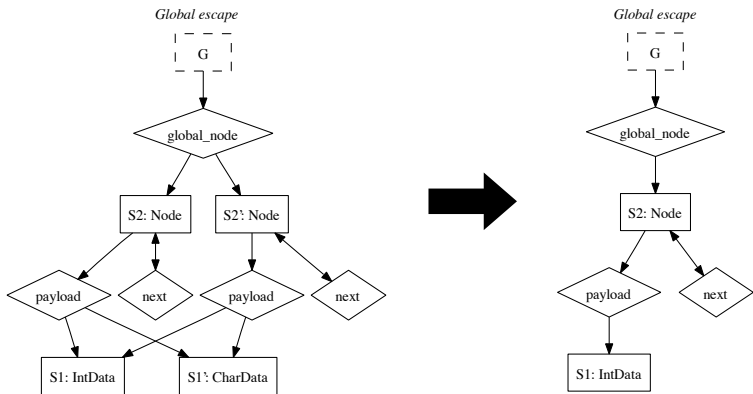 Global escape
G
global_node
S2: Node
S2': Node
payload
next
payload
next
S1: IntData
S1': CharData
Global escape
G
global_node
S2: Node
payload
next
S1: IntData